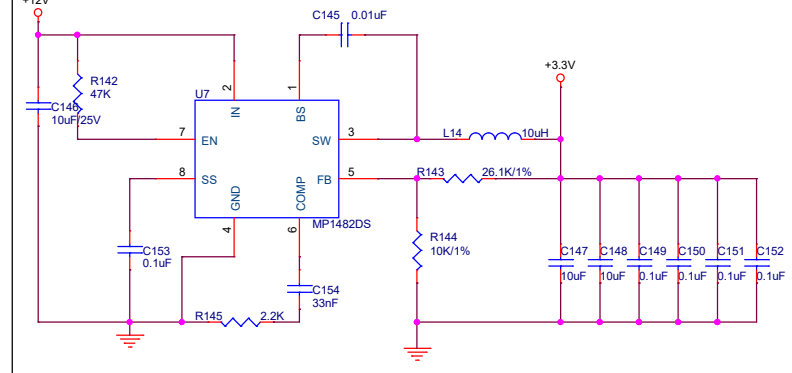 +12V
C145 0.01uF
+3.3V
R142
47K
C146
10uF/25V
U7
2
1
IN
BS
7
EN
SW
3
L14
10uH
8
SS
FB
5
R143
26.1K/1%
GND
COMP
MP1482DS
4
6
R144
10K/1%
C153
0.1uF
C154
33nF
C147
10uF
C148
10uF
C149
0.1uF
C150
0.1uF
C151
0.1uF
C152
0.1uF
R145
2.2K